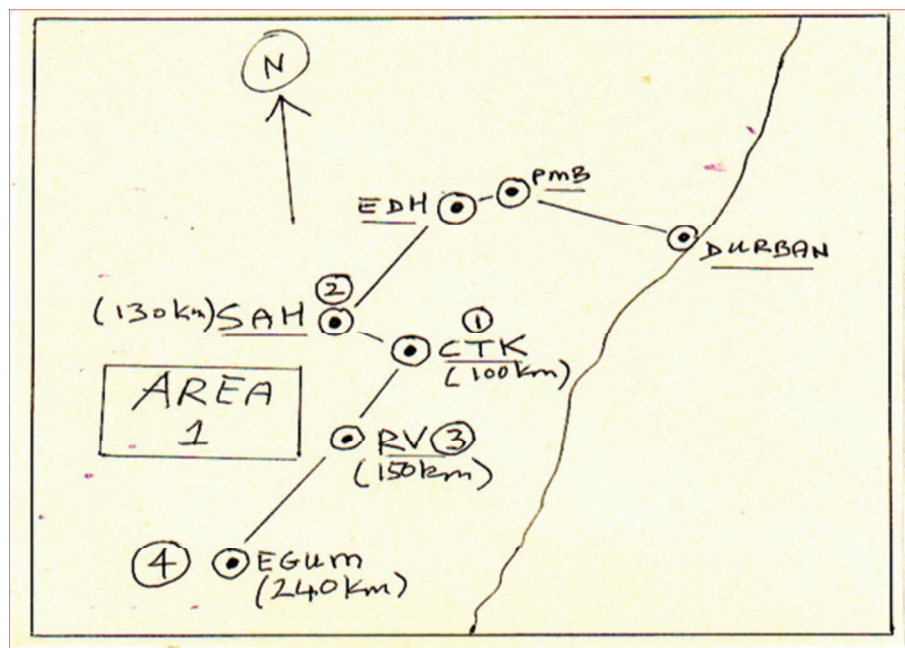 N
PMB
EDH
DURBAN
②
(130km) SAH
①
CTK
(100km)
AREA
1
RV ③
(150km)
④ EGUM
(240km)